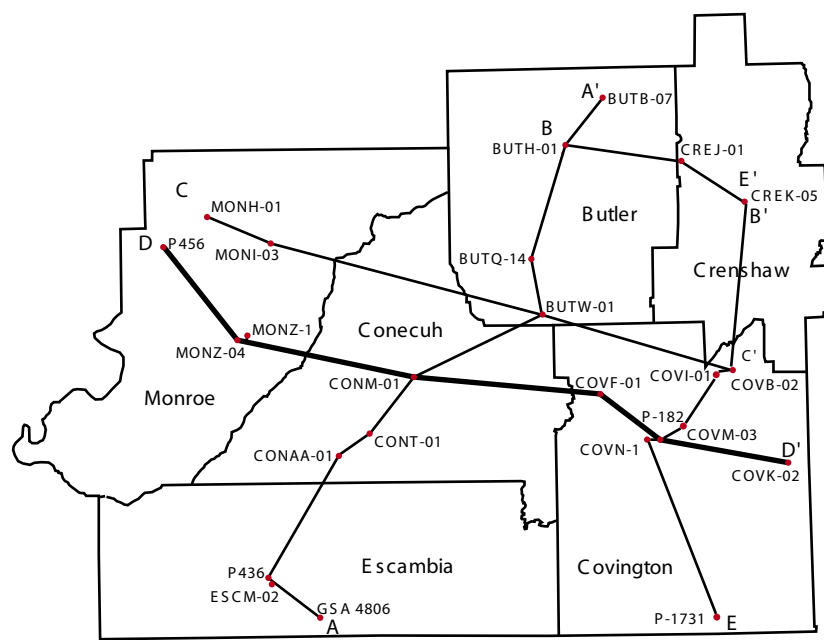 A'
BUTB-07
B
BUTH-01
CREJ-01
E'
CREK-05
B'
C
MONH-01
Butler
D
P456
MONI-03
BUTQ-14
Crenshaw
BUTW-01
MONZ-1
Conecuh
MONZ-04
C'
CONM-01
COVF-01
COVI-01
COVB-02
Monroe
P-182
COVM-03
CONT-01
COVN-1
D'
CONAA-01
COVK-02
Escambia
Covington
P436
ESCM-02
GSA 4806
A
P-1731
E